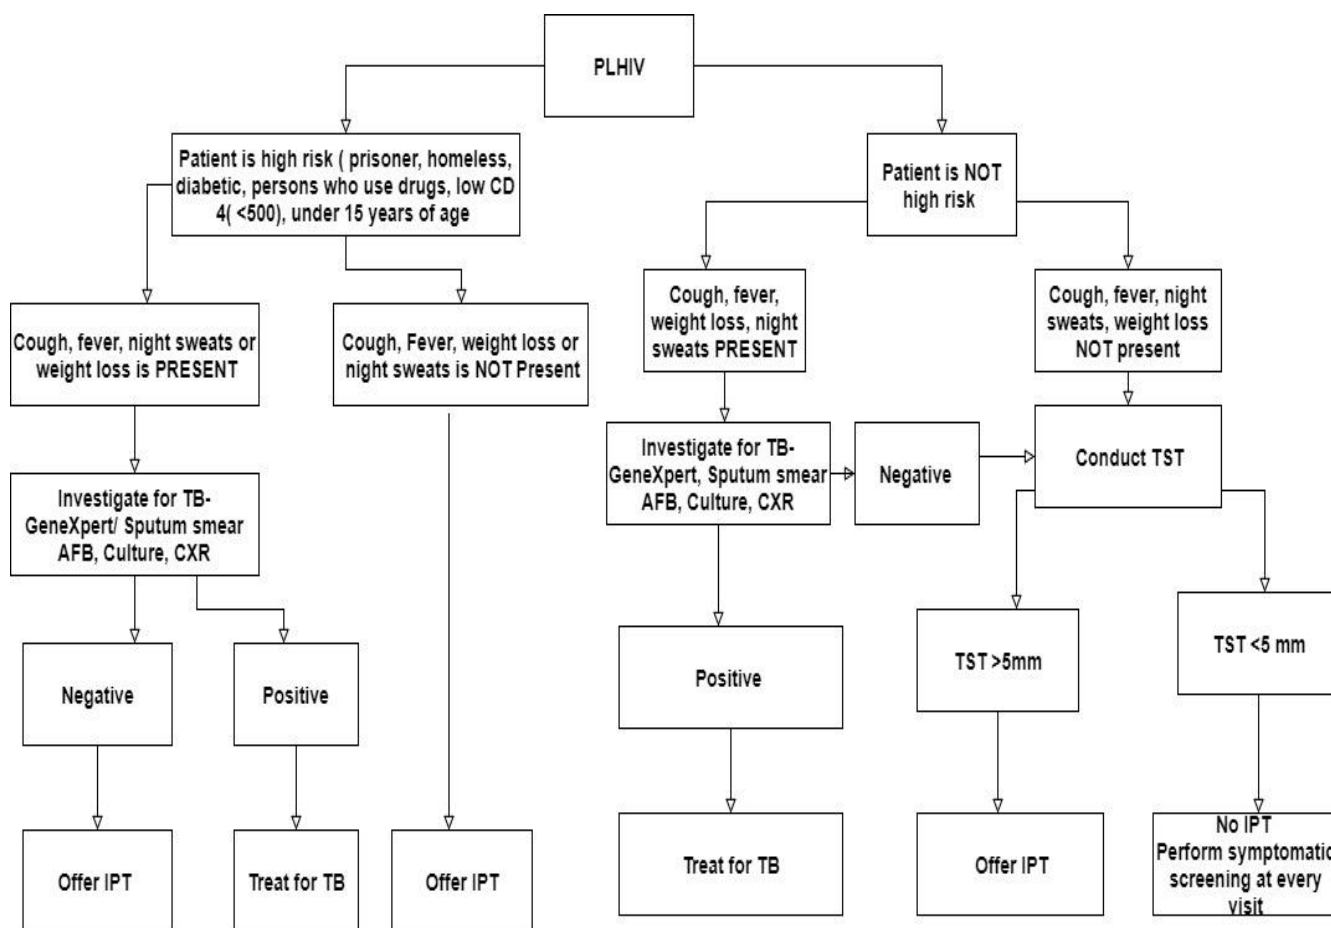 PLHIV
Patient is high risk ( prisoner, homeless,
diabetic, persons who use drugs, low CD
4( <500), under 15 years of age
Patient is NOT
high risk
Cough, fever, night sweats or
weight loss is PRESENT
Cough, Fever, weight loss or
night sweats is NOT Present
Cough, fever,
weight loss, night
sweats PRESENT
Cough, fever, night
sweats, weight loss
NOT present
Investigate for TB-
GeneXpert/ Sputum smear
AFB, Culture, CXR
Investigate for TB-
GeneXpert, Sputum smear
AFB, Culture, CXR
Negative
Conduct TST
Negative
Positive
Positive
TST >5mm
TST <5 mm
Offer IPT
Treat for TB
Offer IPT
Treat for TB
Offer IPT
No IPT
Perform symptomatic
screening at every
visit